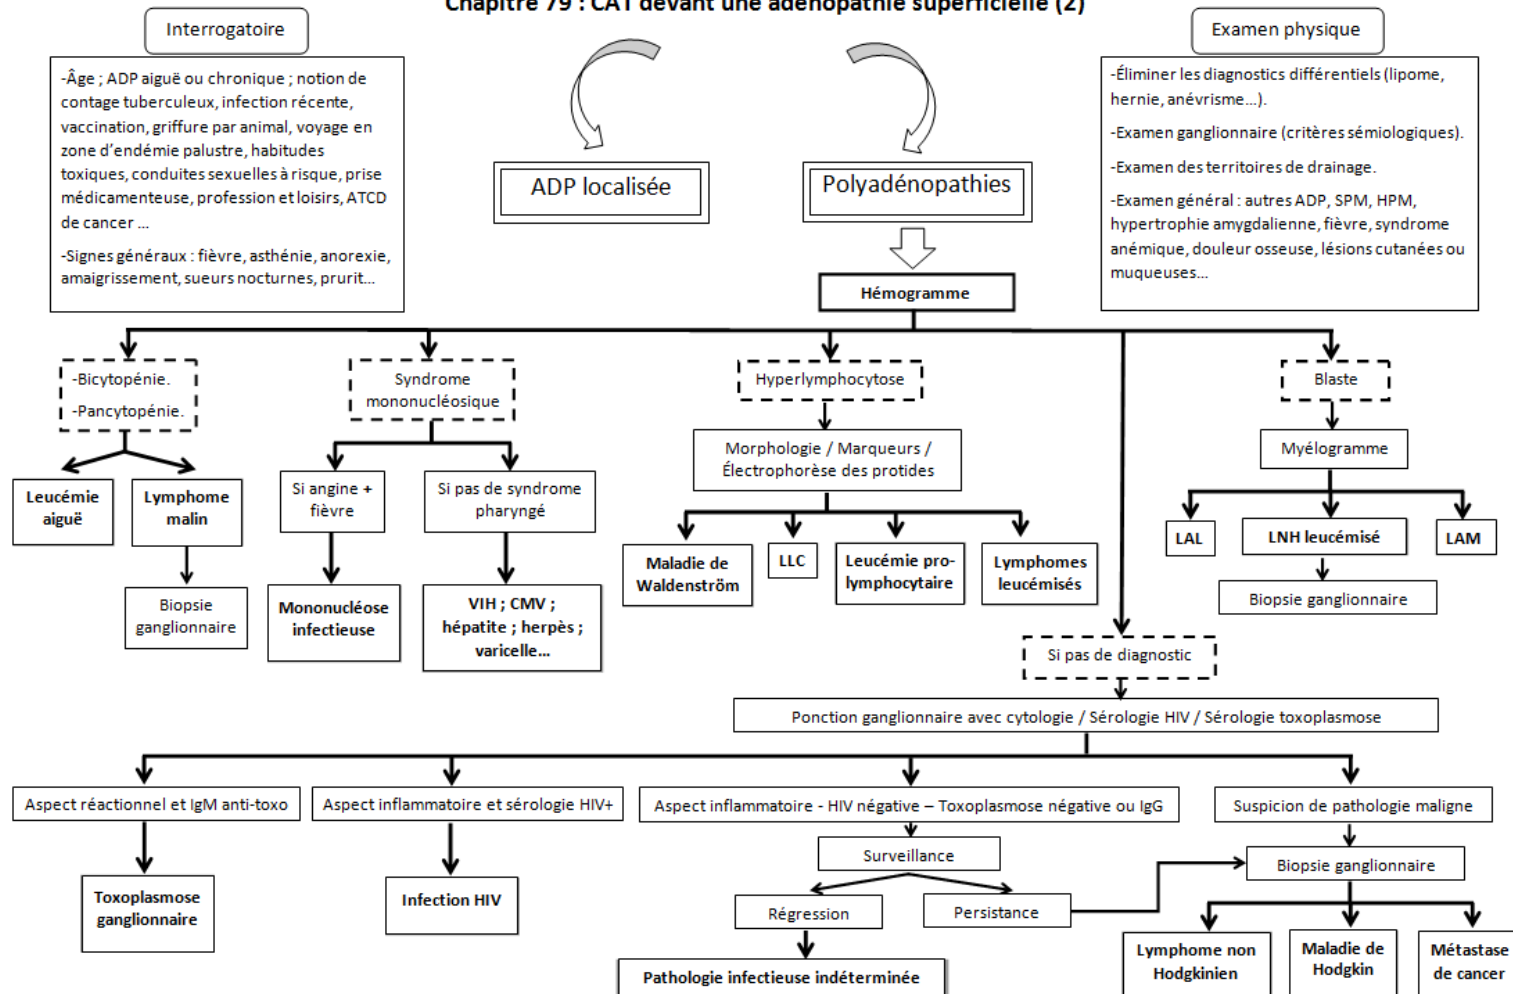 Chapitre 79 : CAT devant une adénopathie superficielle (2)
Interrogatoire
-Âge ; ADP aiguë ou chronique ; notion de
contage tuberculeux, infection récente,
vaccination, griffure par animal, voyage en
zone d'endémie palustre, habitudes
toxiques, conduites sexuelles à risque, prise
médicamenteuse, profession et loisirs, ATCD
de cancer ...
-Signes généraux : fièvre, asthénie, anorexie,
amaigrissement, sueurs nocturnes, prurit...
ADP localisée
Polyadénopathies
Examen physique
-Éliminer les diagnostics différentiels (lipome,
hernie, anévrisme...).
-Examen ganglionnaire (critères sémiologiques).
-Examen des territoires de drainage.
-Examen général : autres ADP, SPM, HPM,
hypertrophie amygdalienne, fièvre, syndrome
anémique, douleur osseuse, lésions cutanées ou
muqueuses...
Hémogramme
-Bicytopénie.
-Pancytopénie.
Leucémie
aiguë
Lymphome
malin
Biopsie
ganglionnaire
Syndrome
mononucléosique
Si angine +
fièvre
Mononucléose
infectieuse
Si pas de syndrome
pharyngé
VIH ; CMV ;
hépatite ; herpès ;
varicelle...
Hyperlymphocytose
Morphologie / Marqueurs /
Électrophorèse des protides
Maladie de
Waldenström
LLC
Leucémie pro-
lymphocytaire
Lymphomes
leucémisés
Blaste
Myélogramme
LAL
LNH leucémisé
LAM
Biopsie ganglionnaire
Si pas de diagnostic
Ponction ganglionnaire avec cytologie / Sérologie HIV / Sérologie toxoplasmose
Aspect réactionnel et IgM anti-toxo
Toxoplasmose
ganglionnaire
Aspect inflammatoire et sérologie HIV+
Infection HIV
Aspect inflammatoire - HIV négative – Toxoplasmose négative ou IgG
Surveillance
Régression
Persistance
Pathologie infectieuse indéterminée
Suspicion de pathologie maligne
Biopsie ganglionnaire
Lymphome non
Hodgkinien
Maladie de
Hodgkin
Métastase
de cancer